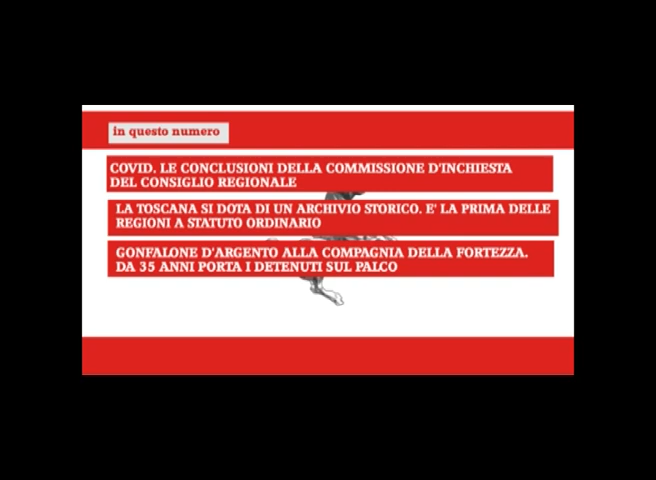 in questo numero
COVID. LE CONCLUSIONI DELLA COMMISSIONE D'INCHIESTA
DEL CONSIGLIO REGIONALE
LA TOSCANA SI DOTA DI UN ARCHIVIO STORICO. E' LA PRIMA DELLE
REGIONI A STATUTO ORDINARIO
GONFALONE D'ARGENTO ALLA COMPAGNIA DELLA FORTEZZA.
DA 35 ANNI PORTA I DETENUTI SUL PALCO